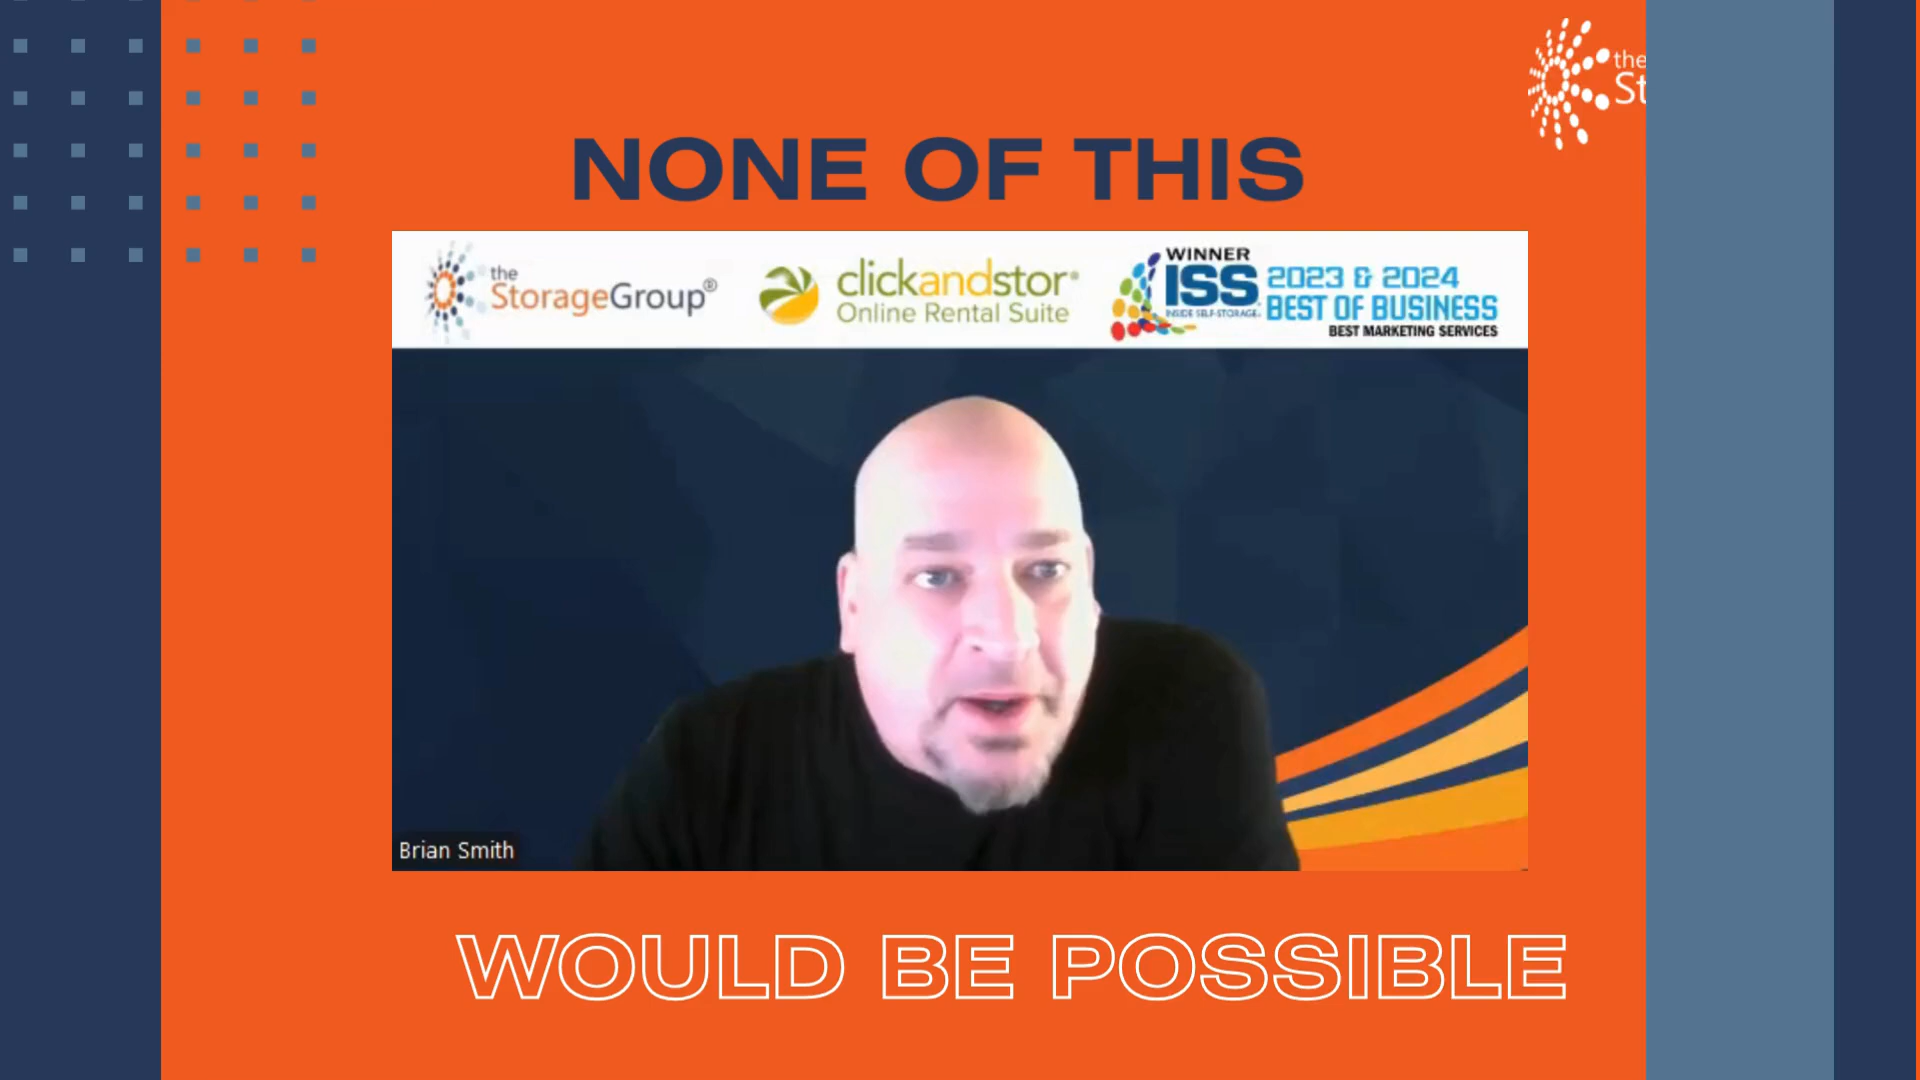 the
St
NONE OF THIS
the
StorageGroup®
clickandstor®
Online Rental Suite
WINNER
ISS
INSIDE SELF-STORAGE.
2023 & 2024
BEST OF BUSINESS
BEST MARKETING SERVICES
Brian Smith
WOULD BE POSSIBLE